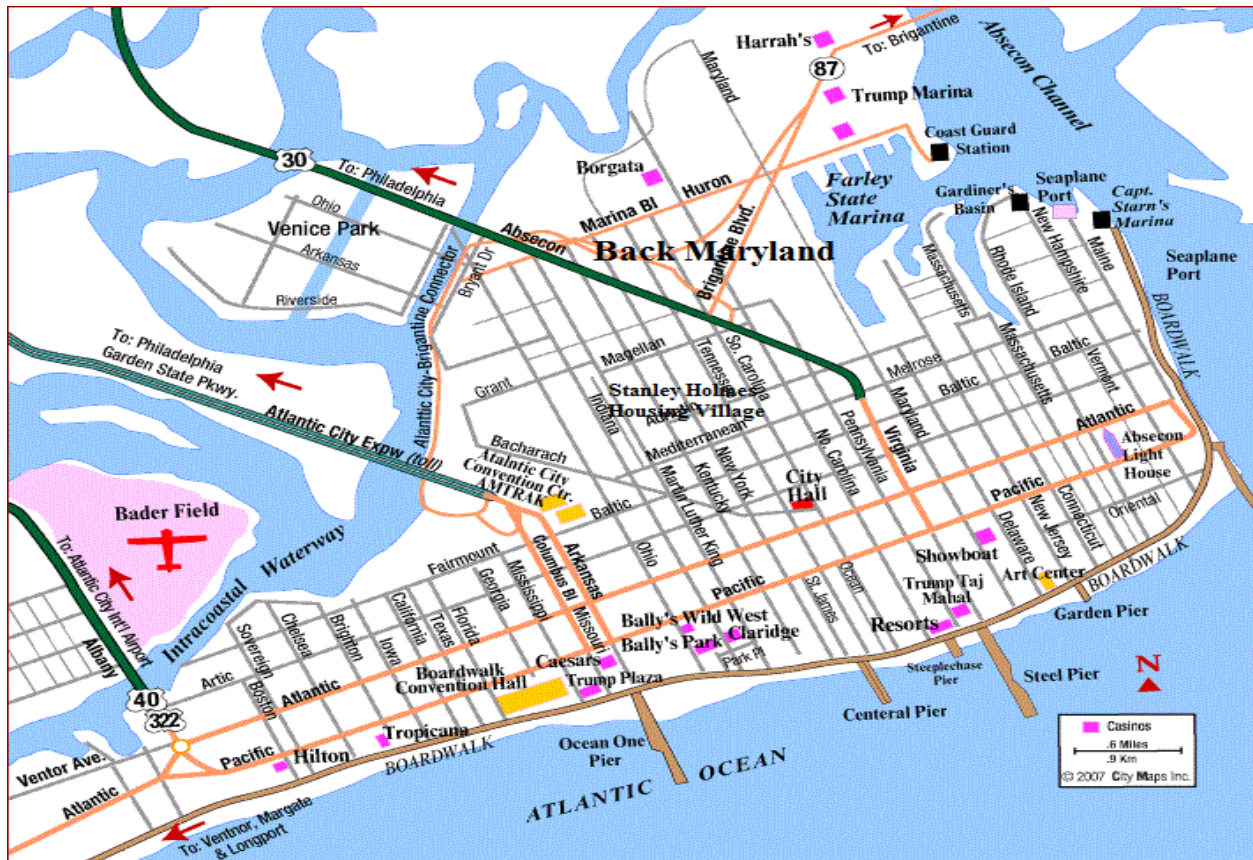 Harrah's
To: Brigantine
87
Maryland
Trump Marina
Absecon Channel
Coast Guard
Station
30
To: Philadelphia
Borgata
Huron
Marina Bl
Farley
State
Marina
Gardiner's
Basin
Seaplane
Port
Capt.
Starn's
Marina
Ohio
Venice Park
Arkansas
Riverside
Absecon
Back Maryland
Brigantine Blvd.
Bryant Dr
Atlantic City-Brigantine Connector
Massachusetts
Rhode Island
New Hampshire
Maine
Seaplane
Port
BOARDWALK
To: Philadelphia
Garden State Pkwy.
Atlantic City Expw (toll)
Magellan
Grant
Indiana
Tennessee
So. Carolina
Stanley Holmes
Housing Village
Melrose
Baltic
Maryland
Massachusetts
Baltic
Vermont
Mediterranean
Bacharach
Atalntic City
Convention Ctr.
AMTRAK
Baltic
Martin Luther King
Kentucky
New York
City
Hall
No. Carolina
Pennsylvania
Virginia
Atlantic
Absecon
Light
House
Pacific
Oriental
Connecticut
New Jersey
Delaware
Bader Field
To: Atlantic City Int'l Airport
Intracoastal Waterway
Albany
40
322
Fairmount
Columbus Bl
Arkansas
Missouri
Ohio
Mississippi
Georgia
Florida
Texas
California
Iowa
Brighton
Chelsea
Sovereign
Boston
Artic
Atlantic
Pacific
Pacific
Showboat
Art Center
BOARDWALK
Garden Pier
Trump Taj
Mahal
Resorts
Ocean
St. James
Bally's Wild West
Bally's Park
Claridge
Park Pl
Caesars
Trump Plaza
Boardwalk
Convention Hall
Tropicana
Hilton
BOARDWALK
Ventor Ave.
Atlantic
To: Ventnor, Margate
& Longport
Ocean One
Pier
Centeral Pier
Steeplechase
Pier
Steel Pier
ATLANTIC OCEAN
N
Casinos
.6 Miles
.9 Km
© 2007 City Maps Inc.